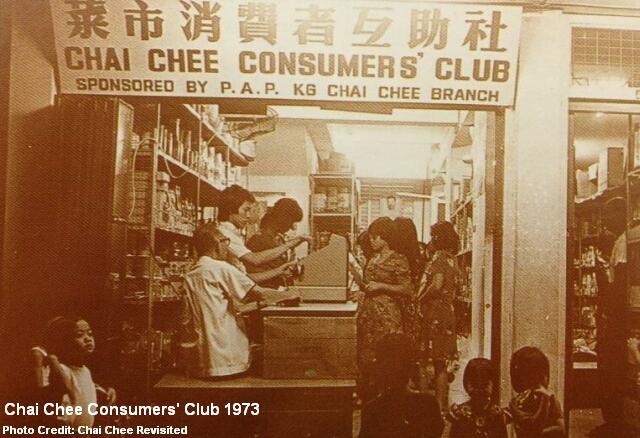 菜市消費者互助社
CHAI CHEE CONSUMERS' CLUB
SPONSORED BY P.A.P. KG CHAI CHEE BRANCH
Chai Chee Consumers' Club 1973
Photo Credit: Chai Chee Revisited